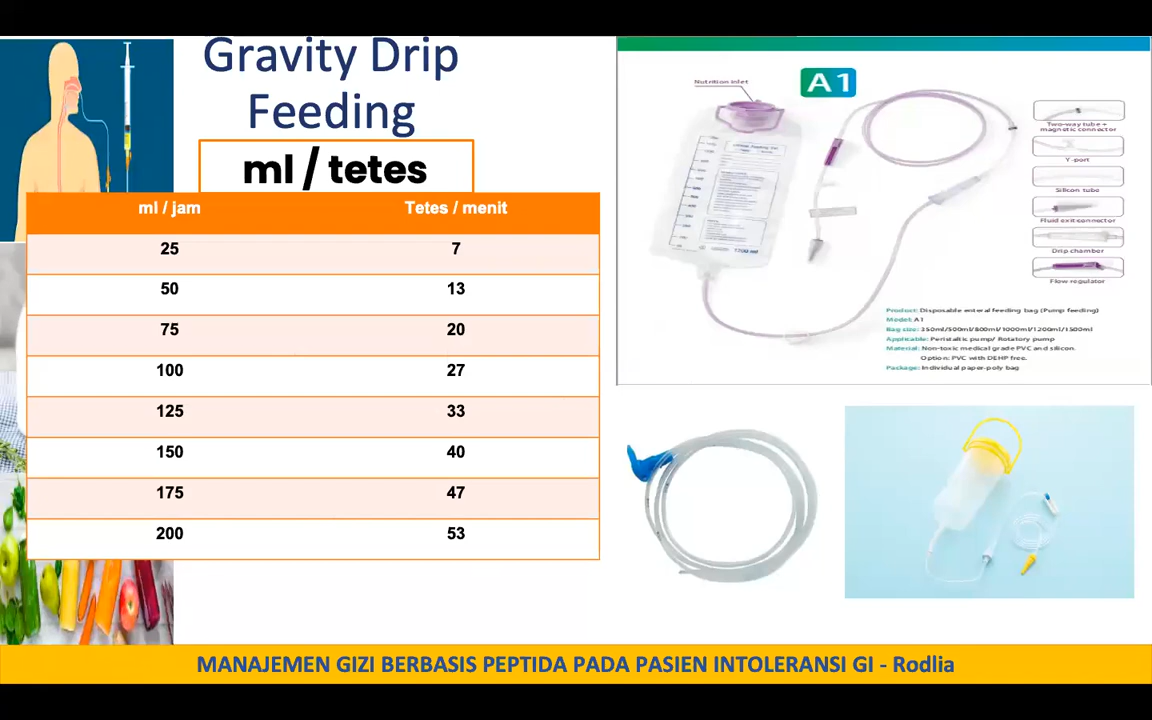 Gravity Drip
Feeding
ml / tetes
ml / jam Tetes / menit
25 7
50 13
75 20
100 27
125 33
150 40
175 47
200 53
A1
Nutrition inlet
1200 ml
Two-way tube +
magnetic connector
Y-port
Silicon tube
Fluid exit connector
Drip chamber
Flow regulator
Product: Disposable enteral feeding bag (Pump feeding)
Model: A1
Bag size: 350ml/500ml/800ml/1000ml/1200ml/1500ml
Applicable: Peristaltic pump/ Rotatory pump
Material: Non-toxic medical grade PVC and silicon.
Option: PVC with DEHP free.
Package: Individual paper-poly bag
MANAJEMEN GIZI BERBASIS PEPTIDA PADA PASIEN INTOLERANSI GI - Rodlia